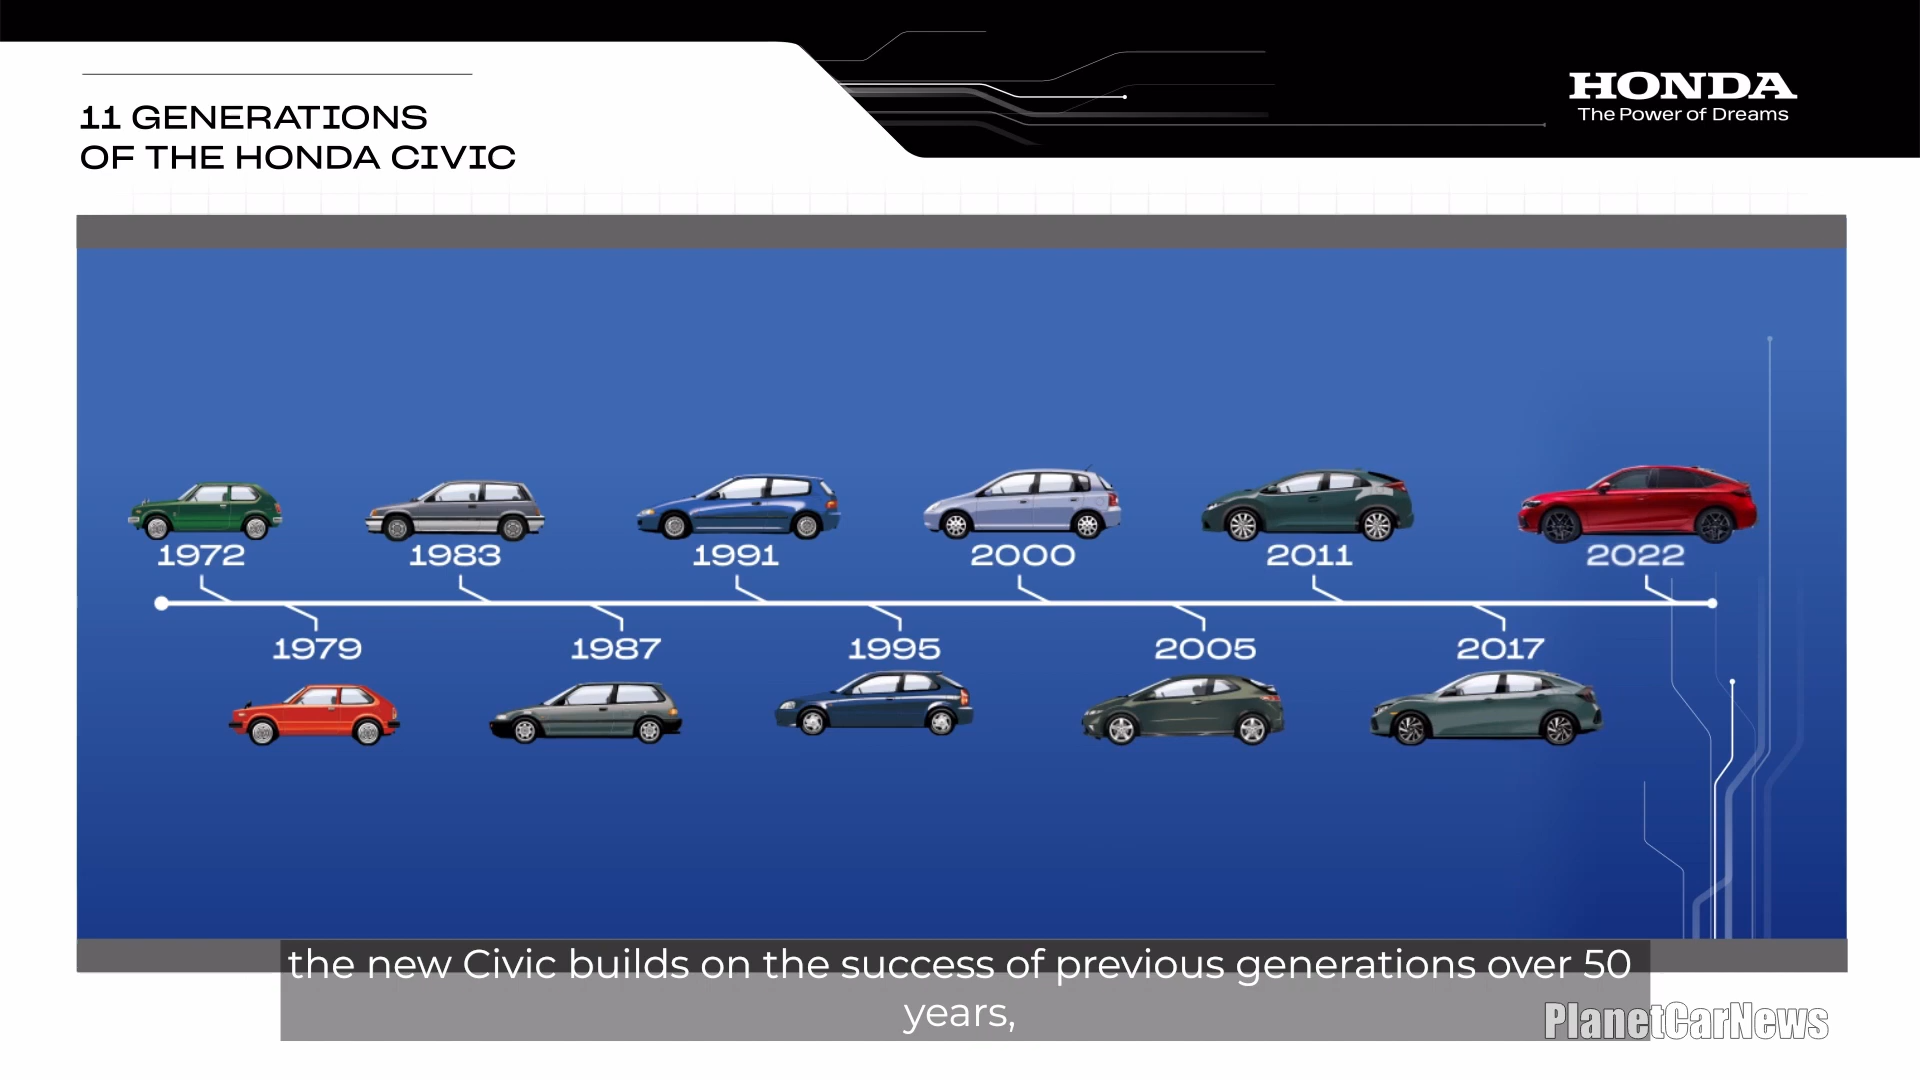 11 GENERATIONS
OF THE HONDA CIVIC
HONDA
The Power of Dreams
1972
1983
1991
2000
2011
2022
1979
1987
1995
2005
2017
the new Civic builds on the success of previous generations over 50
years,
PlanetCarNews